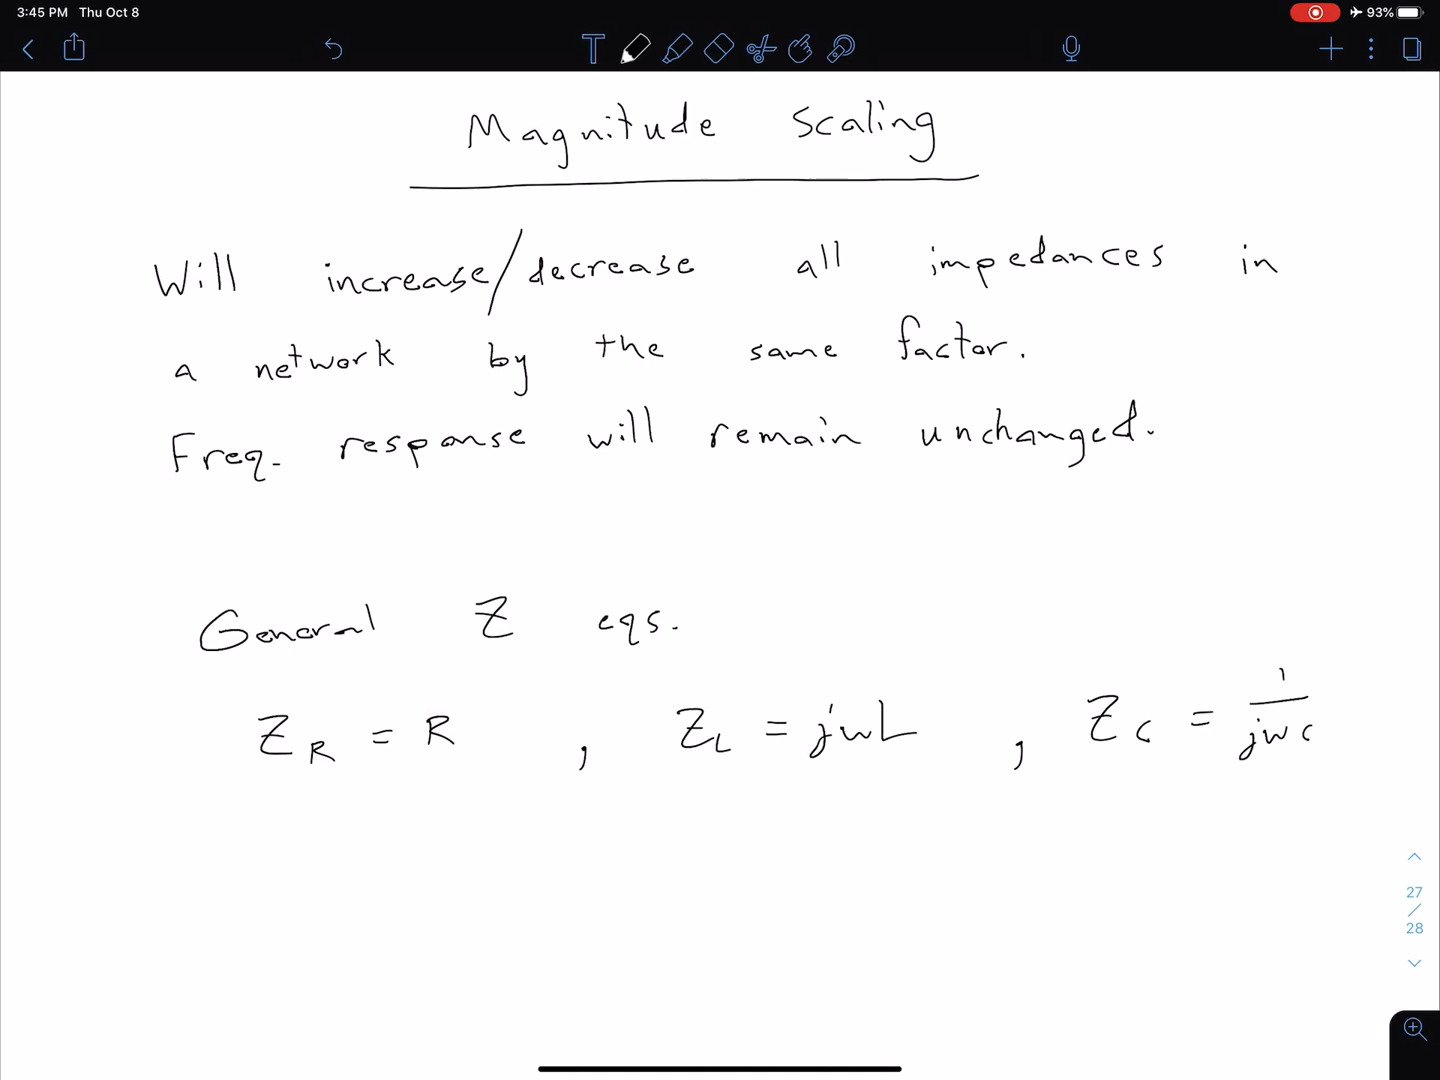 3:45 PM Thu Oct 8
93%
T
Magnitude Scaling
Will increase/decrease all impedances in
a network by the same factor.
Freq. response will remain unchanged.
General Z eqs.
Z_R = R , Z_L = jωL , Z_C = 1/jωC
27
/
28